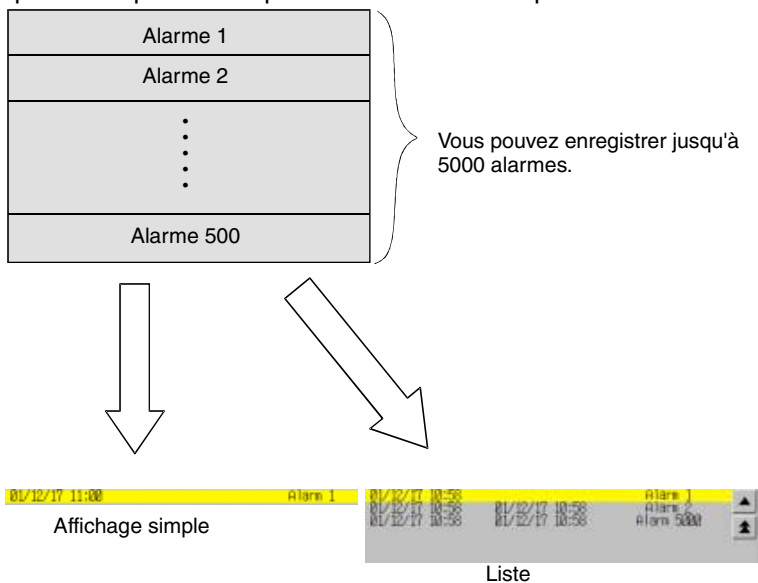 Alarme 1
Alarme 2
Vous pouvez enregistrer jusqu'à
5000 alarmes.
Alarme 500
01/12/17 11:00 Alarm 1
01/12/17 10:58 Alarm 1
01/12/17 10:58 01/12/17 10:58 Alarm 2
01/12/17 10:58 01/12/17 10:58 Alarm 5000
Affichage simple
Liste